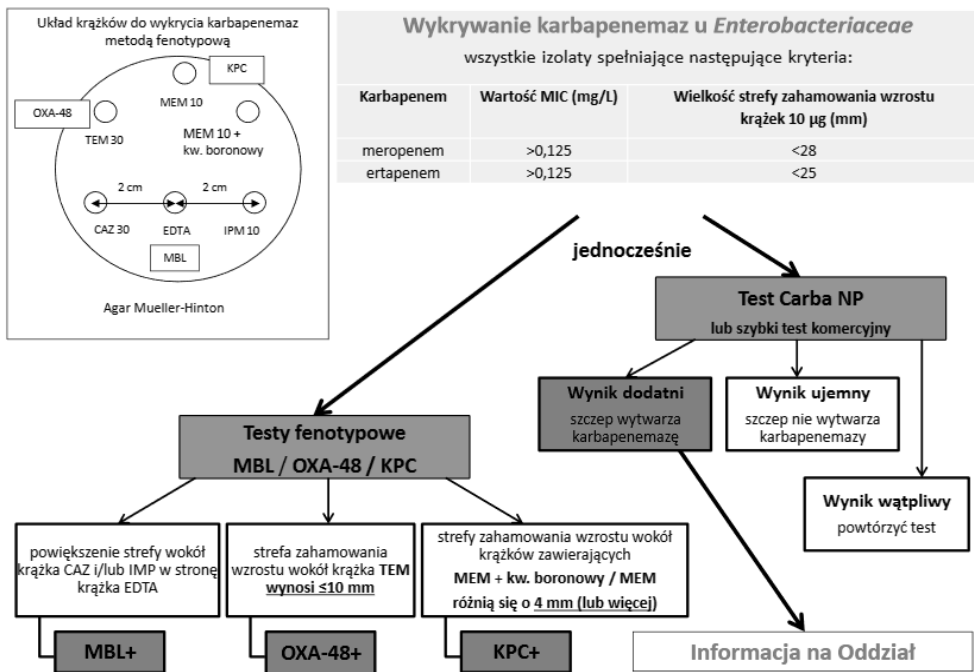 Układ krążków do wykrycia karbapenemaz
metodą fenotypową
KPC
MEM 10
OXA-48
TEM 30
MEM 10 +
kw. boronowy
2 cm
2 cm
CAZ 30
EDTA
IPM 10
MBL
Agar Mueller-Hinton
Wykrywanie karbapenemaz u Enterobacteriaceae
wszystkie izolaty spełniające następujące kryteria:
Karbapenem
Wartość MIC (mg/L)
Wielkość strefy zahamowania wzrostu
krążek 10 µg (mm)
meropenem
>0,125
<28
ertapenem
>0,125
<25
jednocześnie
Test Carba NP
lub szybki test komercyjny
Wynik dodatni
szczep wytwarza
karbapenemazę
Wynik ujemny
szczep nie wytwarza
karbapenemazy
Wynik wątpliwy
powtórzyć test
Testy fenotypowe
MBL / OXA-48 / KPC
powiększenie strefy wokół
krążka CAZ i/lub IMP w stronę
krążka EDTA
strefa zahamowania
wzrostu wokół krążka TEM
wynosi ≤10 mm
strefy zahamowania wzrostu wokół
krążków zawierających
MEM + kw. boronowy / MEM
różnią się o 4 mm (lub więcej)
MBL+
OXA-48+
KPC+
Informacja na Oddział